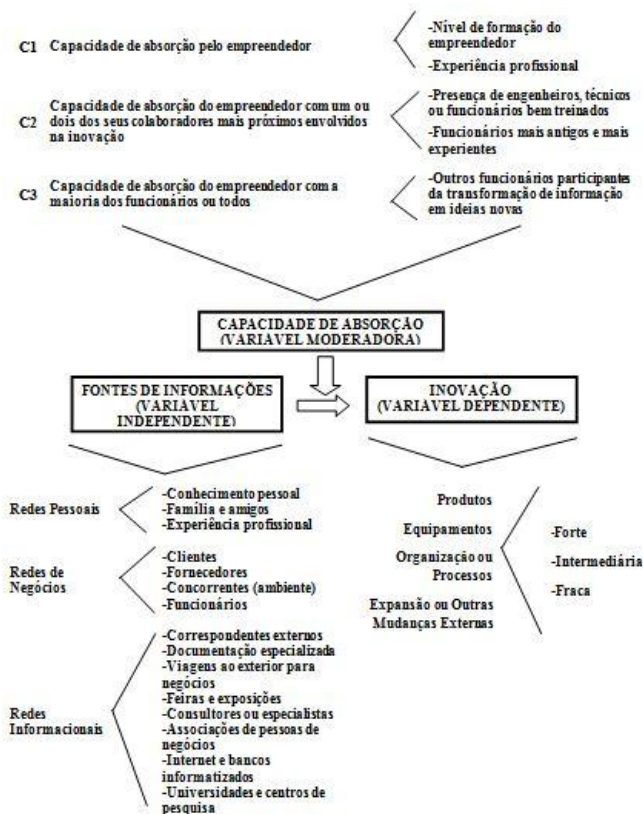 C1 Capacidade de absorção pelo empreendedor
-Nível de formação do
empreendedor
-Experiência profissional
C2 Capacidade de absorção do empreendedor com um ou
dois dos seus colaboradores mais próximos envolvidos
na inovação
-Presença de engenheiros, técnicos
ou funcionários bem treinados
-Funcionários mais antigos e mais
experientes
C3 Capacidade de absorção do empreendedor com a
maioria dos funcionários ou todos
-Outros funcionários participantes
da transformação de informação
em ideias novas
CAPACIDADE DE ABSORÇÃO
(VARIÁVEL MODERADORA)
FONTES DE INFORMAÇÕES
(VARIÁVEL
INDEPENDENTE)
INOVAÇÃO
(VARIÁVEL DEPENDENTE)
Redes Pessoais
-Conhecimento pessoal
-Família e amigos
-Experiência profissional
Redes de
Negócios
-Clientes
-Fornecedores
-Concorrentes (ambiente)
-Funcionários
Redes
Informacionais
-Correspondentes externos
-Documentação especializada
-Viagens ao exterior para
negócios
-Feiras e exposições
-Consultores ou especialistas
-Associações de pessoas de
negócios
-Internet e bancos
informatizados
-Universidades e centros de
pesquisa
Produtos
Equipamentos
Organização ou
Processos
Expansão ou Outras
Mudanças Externas
-Forte
-Intermediária
-Fraca